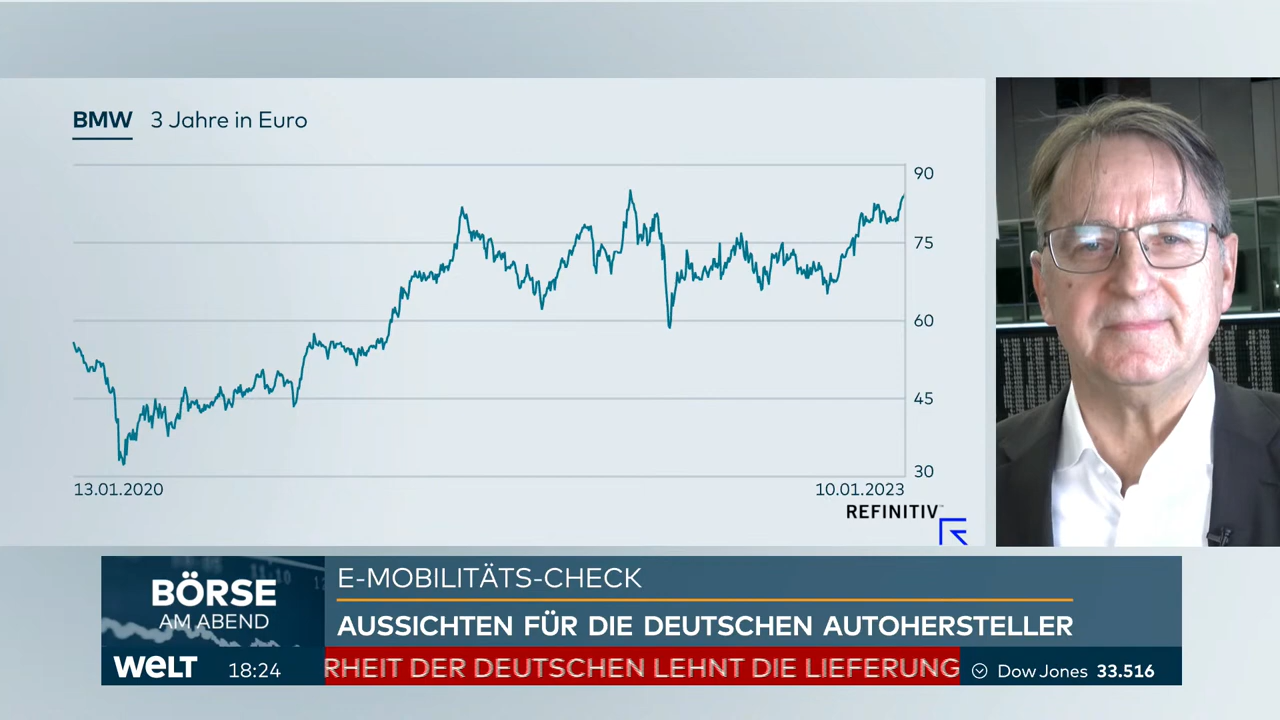 BMW 3 Jahre in Euro
90
75
60
45
30
13.01.2020
10.01.2023
REFINITIV™
BÖRSE
AM ABEND
E-MOBILITÄTS-CHECK
AUSSICHTEN FÜR DIE DEUTSCHEN AUTOHERSTELLER
welt 18:24
RHEIT DER DEUTSCHEN LEHNT DIE LIEFERUNG
Dow Jones 33.516